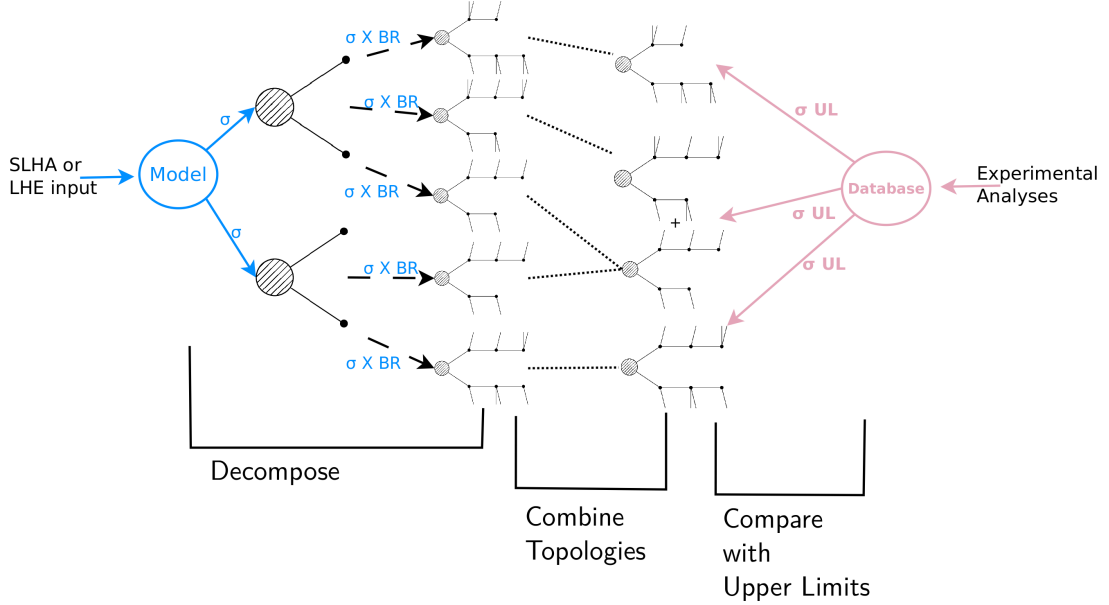 σ X BR
σ X BR
σ UL
σ
SLHA or
LHE input
Model
Experimental
Analyses
Database
σ X BR
σ UL
+
σ
σ X BR
σ UL
σ X BR
Decompose
Combine
Topologies
Compare
with
Upper Limits